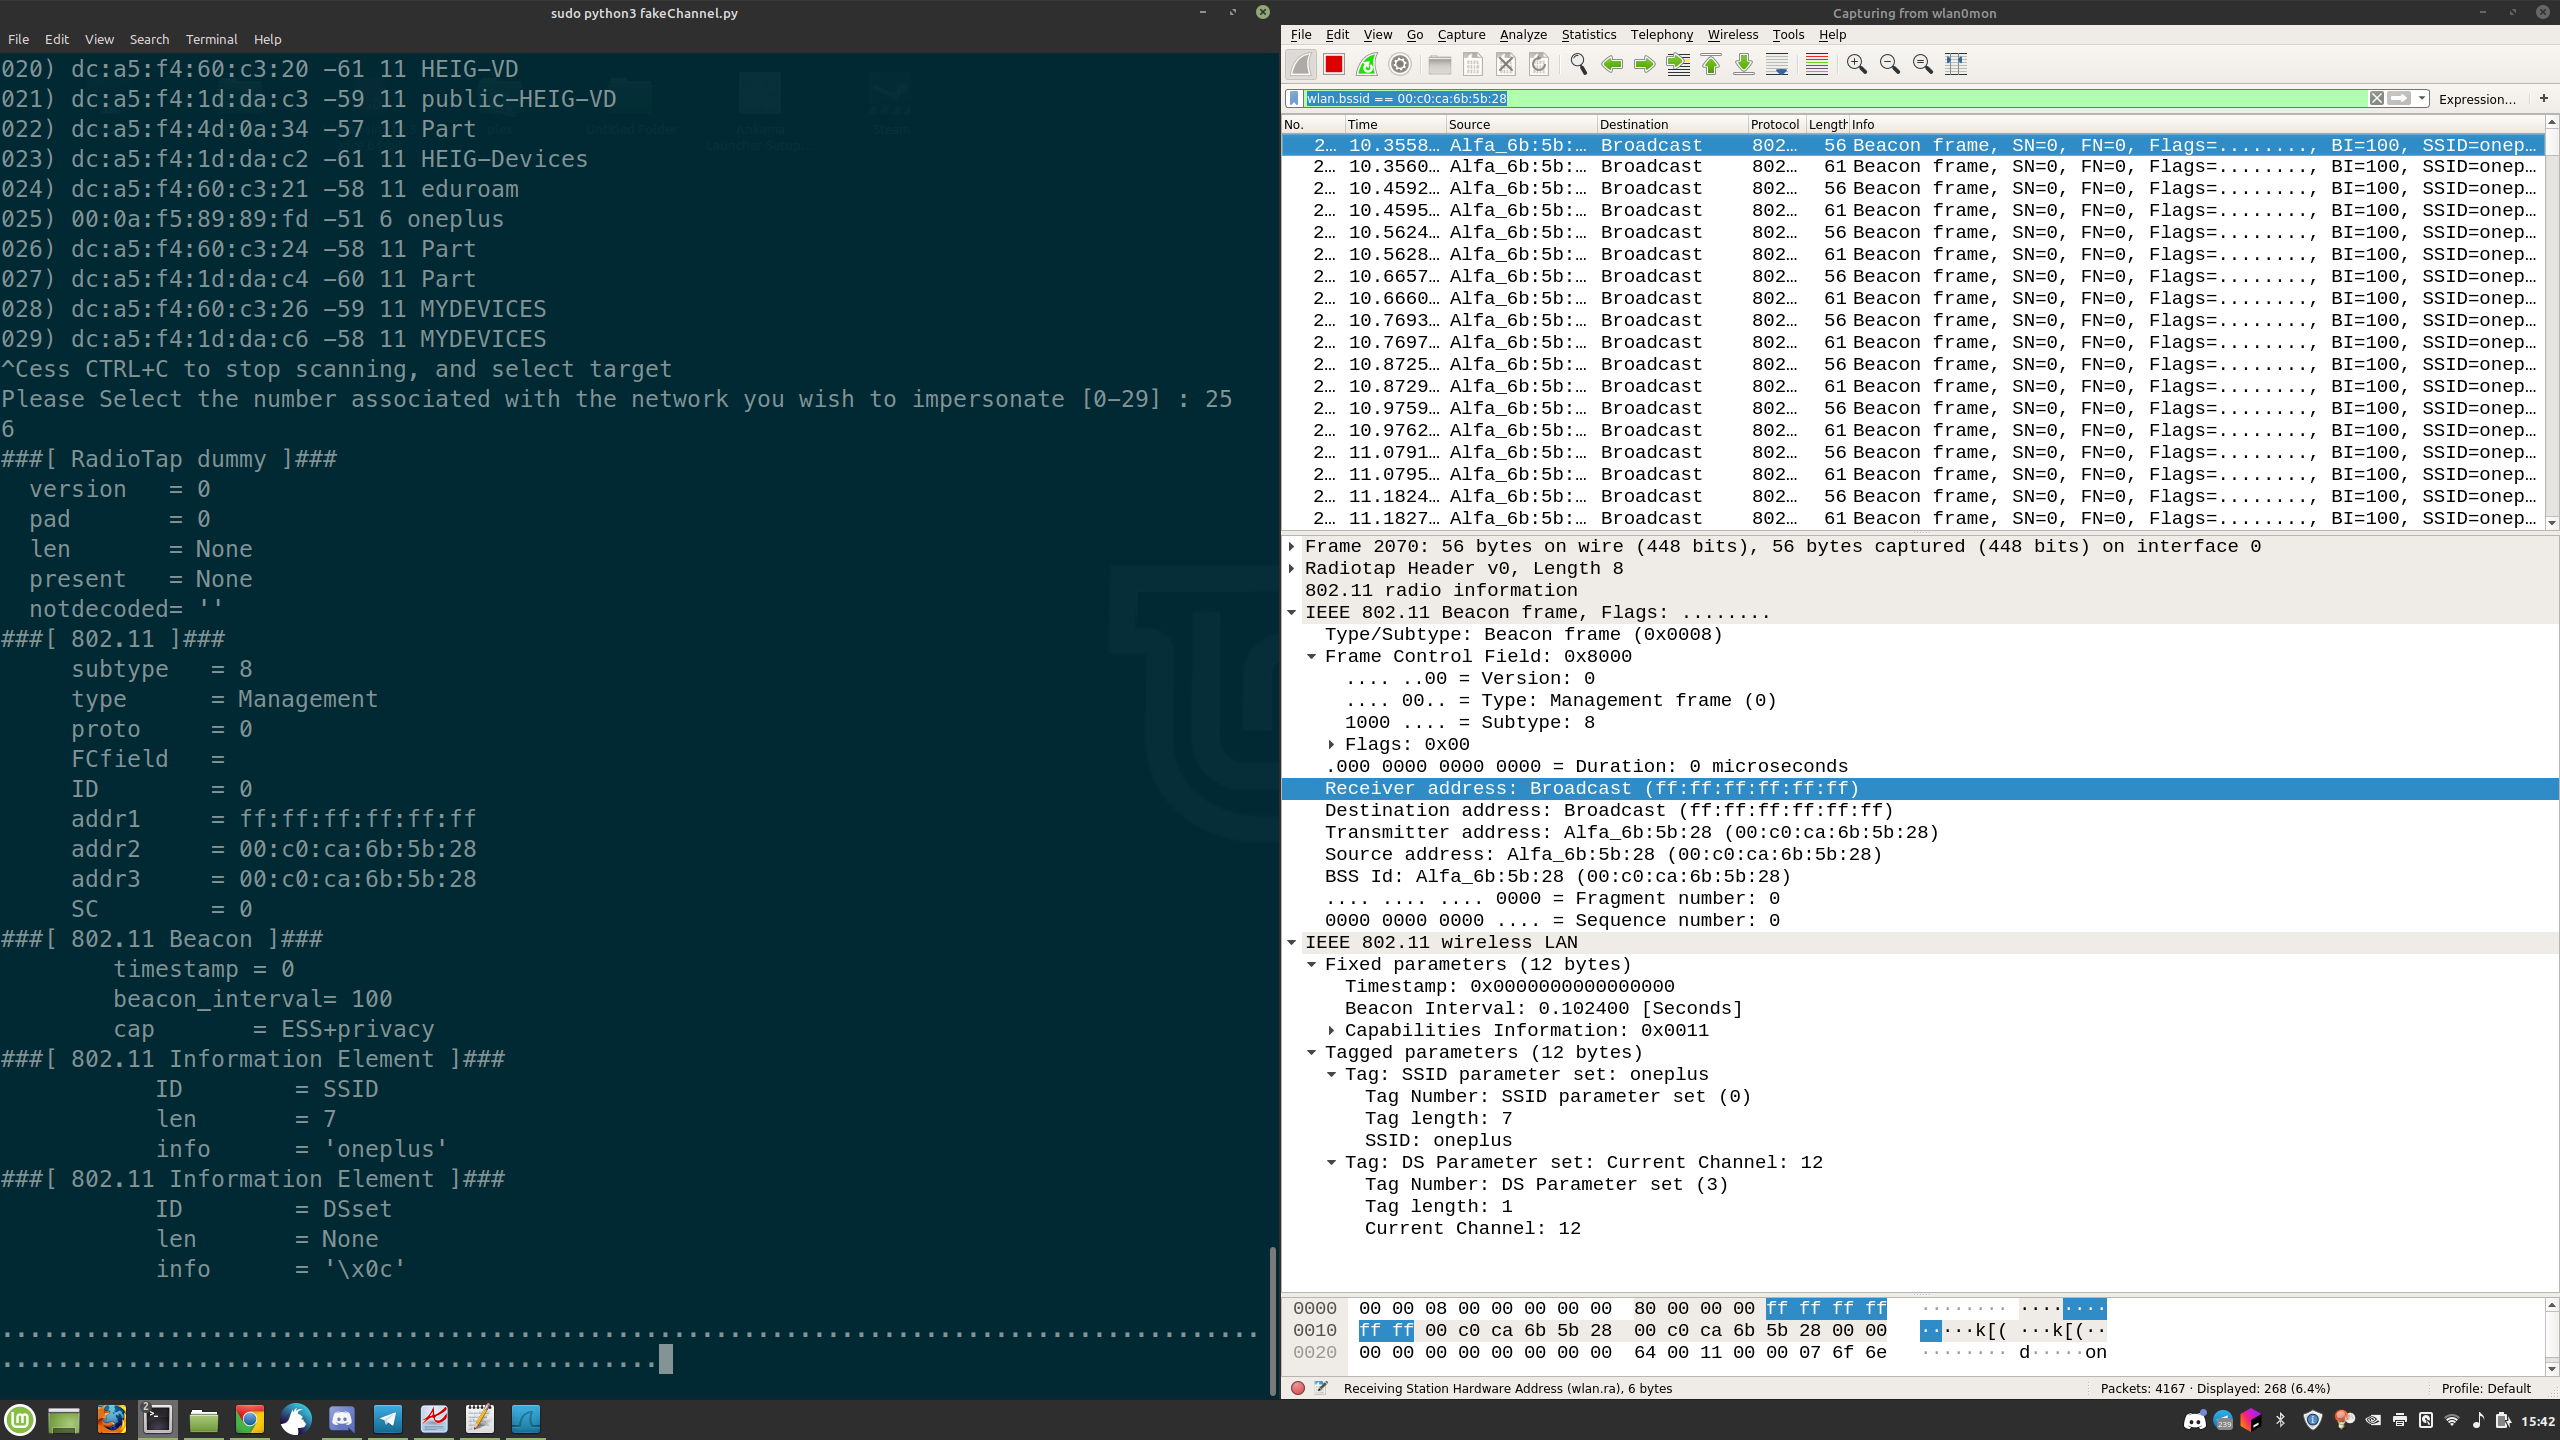 sudo python3 fakeChannel.py
File Edit View Search Terminal Help
020) dc:a5:f4:60:c3:20 -61 11 HEIG-VD
021) dc:a5:f4:1d:da:c3 -59 11 public-HEIG-VD
022) dc:a5:f4:4d:0a:34 -57 11 Part
023) dc:a5:f4:1d:da:c2 -61 11 HEIG-Devices
024) dc:a5:f4:60:c3:21 -58 11 eduroam
025) 00:0a:f5:89:89:fd -51 6 oneplus
026) dc:a5:f4:60:c3:24 -58 11 Part
027) dc:a5:f4:1d:da:c4 -60 11 Part
028) dc:a5:f4:60:c3:26 -59 11 MYDEVICES
029) dc:a5:f4:1d:da:c6 -58 11 MYDEVICES
^Cess CTRL+C to stop scanning, and select target
Please Select the number associated with the network you wish to impersonate [0-29] : 25
6
###[ RadioTap dummy ]###
version = 0
pad = 0
len = None
present = None
notdecoded= ''
###[ 802.11 ]###
subtype = 8
type = Management
proto = 0
FCfield =
ID = 0
addr1 = ff:ff:ff:ff:ff:ff
addr2 = 00:c0:ca:6b:5b:28
addr3 = 00:c0:ca:6b:5b:28
SC = 0
###[ 802.11 Beacon ]###
timestamp = 0
beacon_interval= 100
cap = ESS+privacy
###[ 802.11 Information Element ]###
ID = SSID
len = 7
info = 'oneplus'
###[ 802.11 Information Element ]###
ID = DSset
len = None
info = '\x0c'
Capturing from wlan0mon
File Edit View Go Capture Analyze Statistics Telephony Wireless Tools Help
wlan.bssid == 00:c0:ca:6b:5b:28 Expression... +
No. Time Source Destination Protocol Length Info
2… 10.3558… Alfa_6b:5b:… Broadcast 802… 56 Beacon frame, SN=0, FN=0, Flags=........, BI=100, SSID=onep…
2… 10.3560… Alfa_6b:5b:… Broadcast 802… 61 Beacon frame, SN=0, FN=0, Flags=........, BI=100, SSID=onep…
2… 10.4592… Alfa_6b:5b:… Broadcast 802… 56 Beacon frame, SN=0, FN=0, Flags=........, BI=100, SSID=onep…
2… 10.4595… Alfa_6b:5b:… Broadcast 802… 61 Beacon frame, SN=0, FN=0, Flags=........, BI=100, SSID=onep…
2… 10.5624… Alfa_6b:5b:… Broadcast 802… 56 Beacon frame, SN=0, FN=0, Flags=........, BI=100, SSID=onep…
2… 10.5628… Alfa_6b:5b:… Broadcast 802… 61 Beacon frame, SN=0, FN=0, Flags=........, BI=100, SSID=onep…
2… 10.6657… Alfa_6b:5b:… Broadcast 802… 56 Beacon frame, SN=0, FN=0, Flags=........, BI=100, SSID=onep…
2… 10.6660… Alfa_6b:5b:… Broadcast 802… 61 Beacon frame, SN=0, FN=0, Flags=........, BI=100, SSID=onep…
2… 10.7693… Alfa_6b:5b:… Broadcast 802… 56 Beacon frame, SN=0, FN=0, Flags=........, BI=100, SSID=onep…
2… 10.7697… Alfa_6b:5b:… Broadcast 802… 61 Beacon frame, SN=0, FN=0, Flags=........, BI=100, SSID=onep…
2… 10.8725… Alfa_6b:5b:… Broadcast 802… 56 Beacon frame, SN=0, FN=0, Flags=........, BI=100, SSID=onep…
2… 10.8729… Alfa_6b:5b:… Broadcast 802… 61 Beacon frame, SN=0, FN=0, Flags=........, BI=100, SSID=onep…
2… 10.9759… Alfa_6b:5b:… Broadcast 802… 56 Beacon frame, SN=0, FN=0, Flags=........, BI=100, SSID=onep…
2… 10.9762… Alfa_6b:5b:… Broadcast 802… 61 Beacon frame, SN=0, FN=0, Flags=........, BI=100, SSID=onep…
2… 11.0791… Alfa_6b:5b:… Broadcast 802… 56 Beacon frame, SN=0, FN=0, Flags=........, BI=100, SSID=onep…
2… 11.0795… Alfa_6b:5b:… Broadcast 802… 61 Beacon frame, SN=0, FN=0, Flags=........, BI=100, SSID=onep…
2… 11.1824… Alfa_6b:5b:… Broadcast 802… 56 Beacon frame, SN=0, FN=0, Flags=........, BI=100, SSID=onep…
2… 11.1827… Alfa_6b:5b:… Broadcast 802… 61 Beacon frame, SN=0, FN=0, Flags=........, BI=100, SSID=onep…
Frame 2070: 56 bytes on wire (448 bits), 56 bytes captured (448 bits) on interface 0
Radiotap Header v0, Length 8
802.11 radio information
IEEE 802.11 Beacon frame, Flags: ........
Type/Subtype: Beacon frame (0x0008)
Frame Control Field: 0x8000
.... ..00 = Version: 0
.... 00.. = Type: Management frame (0)
1000 .... = Subtype: 8
Flags: 0x00
.000 0000 0000 0000 = Duration: 0 microseconds
Receiver address: Broadcast (ff:ff:ff:ff:ff:ff)
Destination address: Broadcast (ff:ff:ff:ff:ff:ff)
Transmitter address: Alfa_6b:5b:28 (00:c0:ca:6b:5b:28)
Source address: Alfa_6b:5b:28 (00:c0:ca:6b:5b:28)
BSS Id: Alfa_6b:5b:28 (00:c0:ca:6b:5b:28)
.... .... .... 0000 = Fragment number: 0
0000 0000 0000 .... = Sequence number: 0
IEEE 802.11 wireless LAN
Fixed parameters (12 bytes)
Timestamp: 0x0000000000000000
Beacon Interval: 0.102400 [Seconds]
Capabilities Information: 0x0011
Tagged parameters (12 bytes)
Tag: SSID parameter set: oneplus
Tag Number: SSID parameter set (0)
Tag length: 7
SSID: oneplus
Tag: DS Parameter set: Current Channel: 12
Tag Number: DS Parameter set (3)
Tag length: 1
Current Channel: 12
0000 00 00 08 00 00 00 00 00 80 00 00 00 ff ff ff ff ········ ········
0010 ff ff 00 c0 ca 6b 5b 28 00 c0 ca 6b 5b 28 00 00 ·····k[( ···k[(··
0020 00 00 00 00 00 00 00 00 64 00 11 00 00 07 6f 6e ········ d·····on
Receiving Station Hardware Address (wlan.ra), 6 bytes Packets: 4167 · Displayed: 268 (6.4%) Profile: Default
15:42